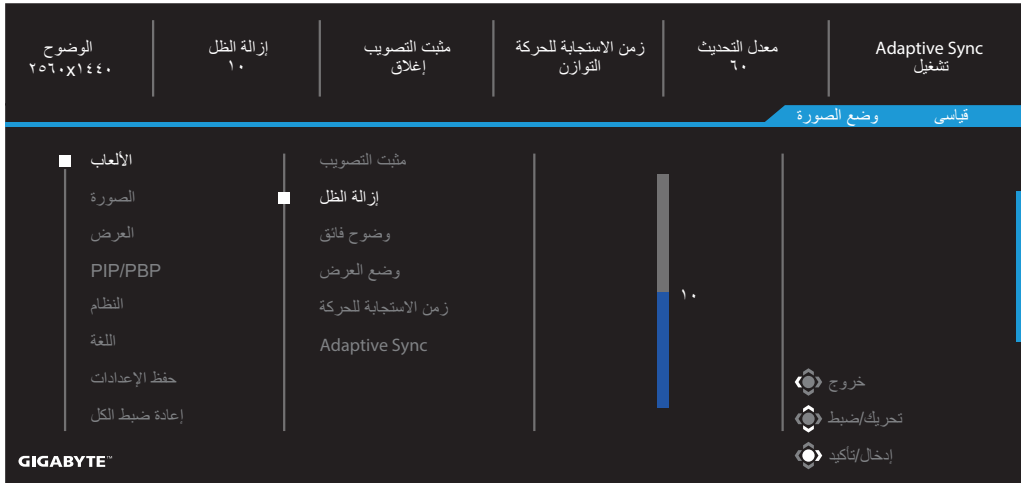 الوضوح
٢٥٦٠x١٤٤٠
إزالة الظل
١٠
مثبت التصويب
إغلاق
زمن الاستجابة للحركة
التوازن
معدل التحديث
٦٠
Adaptive Sync
تشغيل
وضع الصورة
قياسى
الألعاب
الصورة
العرض
PIP/PBP
النظام
اللغة
حفظ الإعدادات
إعادة ضبط الكل
مثبت التصويب
إزالة الظل
وضوح فائق
وضع العرض
زمن الاستجابة للحركة
Adaptive Sync
١٠
خروج
تحريك/ضبط
إدخال/تأكيد
GIGABYTE™